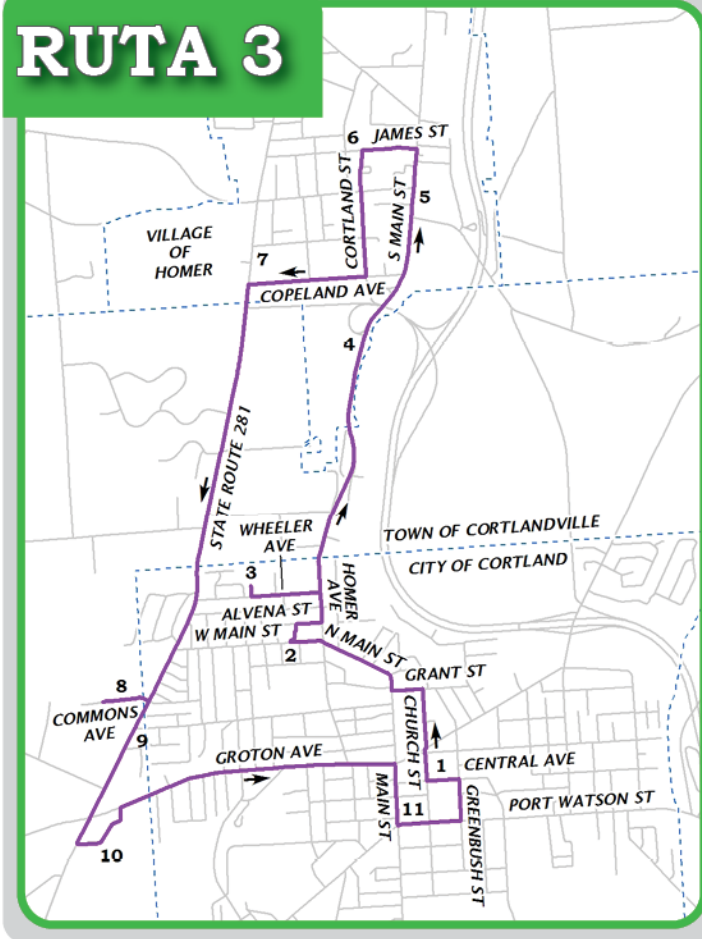 RUTA 3
6
JAMES ST
CORTLAND ST
S MAIN ST
5
VILLAGE
OF
HOMER
7
COPELAND AVE
4
STATE ROUTE 281
WHEELER
AVE
TOWN OF CORTLANDVILLE
CITY OF CORTLAND
3
HOMER
AVE
ALVENA ST
W MAIN ST
2
N MAIN ST
GRANT ST
8
COMMONS
AVE
9
CHURCH ST
GROTON AVE
1
CENTRAL AVE
MAIN ST
11
GREENBUSH ST
PORT WATSON ST
10